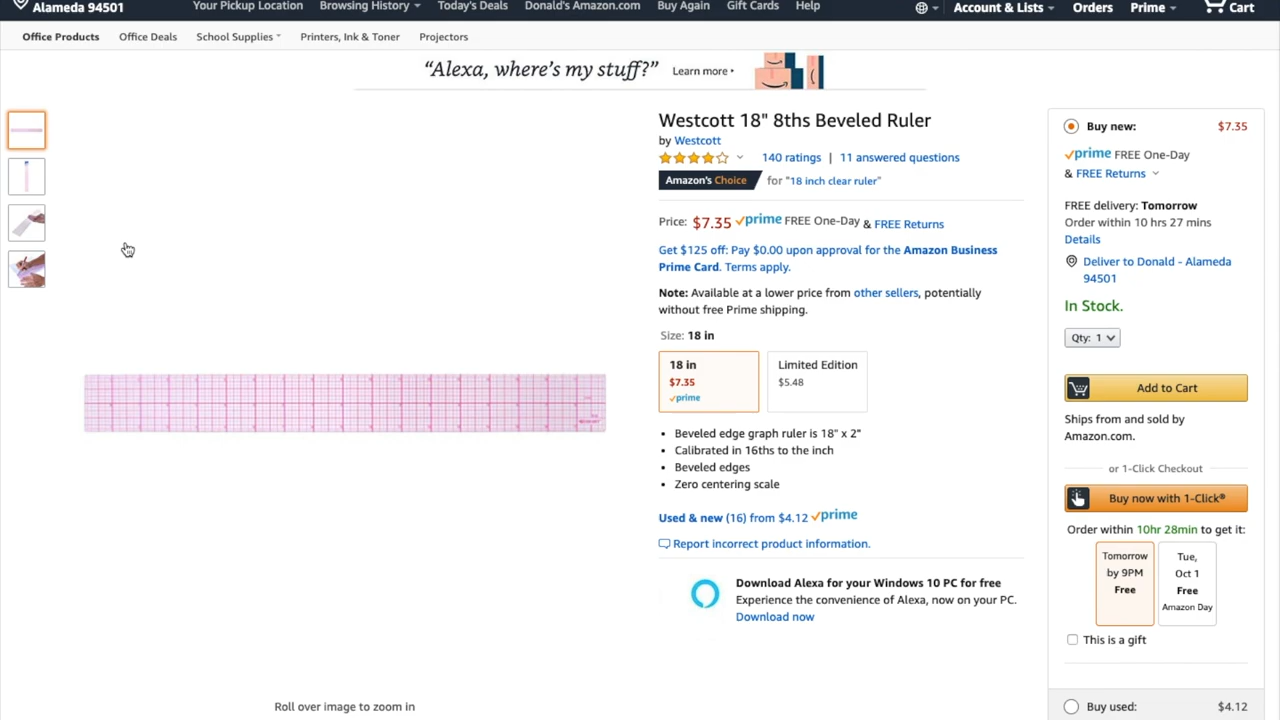 Alameda 94501
Your Pickup Location
Browsing History
Today's Deals
Donald's Amazon.com
Buy Again
Gift Cards
Help
Account & Lists
Orders
Prime
Cart
Office Products
Office Deals
School Supplies
Printers, Ink & Toner
Projectors
“Alexa, where's my stuff?”
Learn more
Westcott 18" 8ths Beveled Ruler
by Westcott
140 ratings | 11 answered questions
Amazon's Choice for "18 inch clear ruler"
Price: $7.35 prime FREE One-Day & FREE Returns
Get $125 off: Pay $0.00 upon approval for the Amazon Business
Prime Card. Terms apply.
Note: Available at a lower price from other sellers, potentially
without free Prime shipping.
Size: 18 in
18 in
$7.35
prime
Limited Edition
$5.48
Beveled edge graph ruler is 18" x 2"
Calibrated in 16ths to the inch
Beveled edges
Zero centering scale
Used & new (16) from $4.12 prime
Report incorrect product information.
Download Alexa for your Windows 10 PC for free
Experience the convenience of Alexa, now on your PC.
Download now
Roll over image to zoom in
Buy new: $7.35
prime FREE One-Day
& FREE Returns
FREE delivery: Tomorrow
Order within 10 hrs 27 mins
Details
Deliver to Donald - Alameda
94501
In Stock.
Qty: 1
Add to Cart
Ships from and sold by
Amazon.com.
or 1-Click Checkout
Buy now with 1-Click®
Order within 10hr 28min to get it:
Tomorrow
by 9PM
Free
Tue,
Oct 1
Free
Amazon Day
This is a gift
Buy used: $4.12